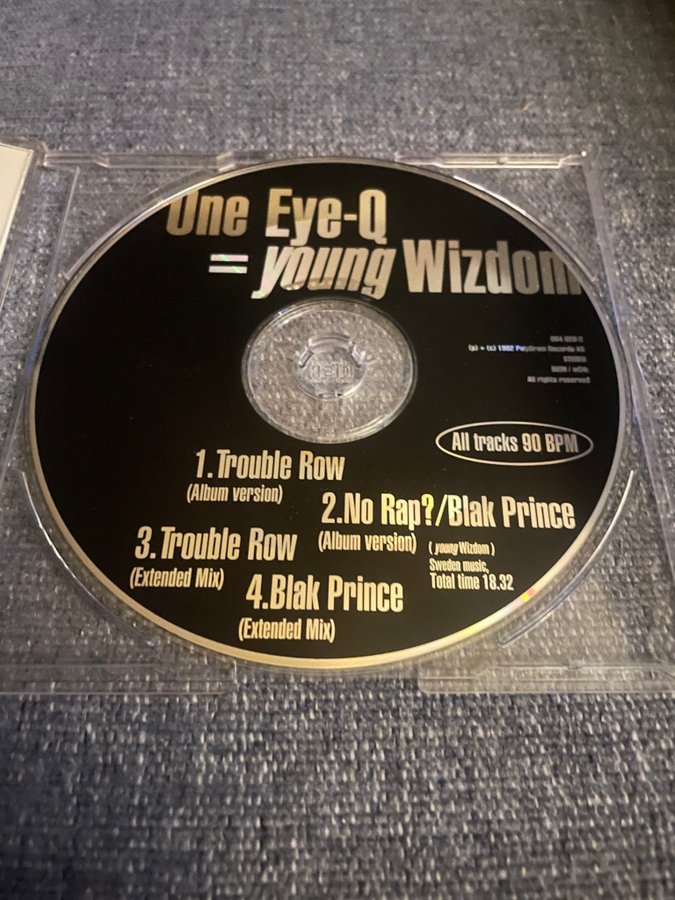 One Eye-Q
= young Wizdom
(p) + (c) 1992 PolyGram Records AB
STEREO
All rights reserved
All tracks 90 BPM
1. Trouble Row
(Album version)
2. No Rap?/Blak Prince
(Album version)
(young Wizdom)
Sweden music,
Total time 18.32
3. Trouble Row
(Extended Mix)
4. Blak Prince
(Extended Mix)